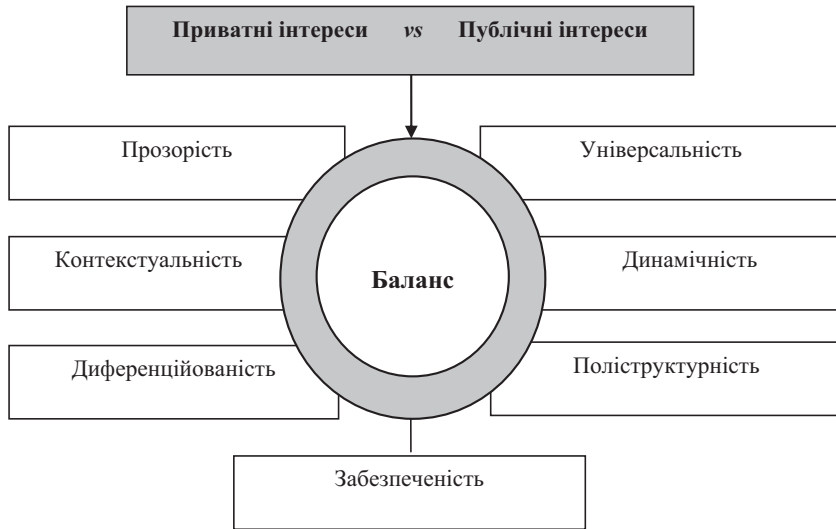 Приватні інтереси vs Публічні інтереси
Прозорість
Універсальність
Контекстуальність
Баланс
Динамічність
Диференційованість
Поліструктурність
Забезпеченість